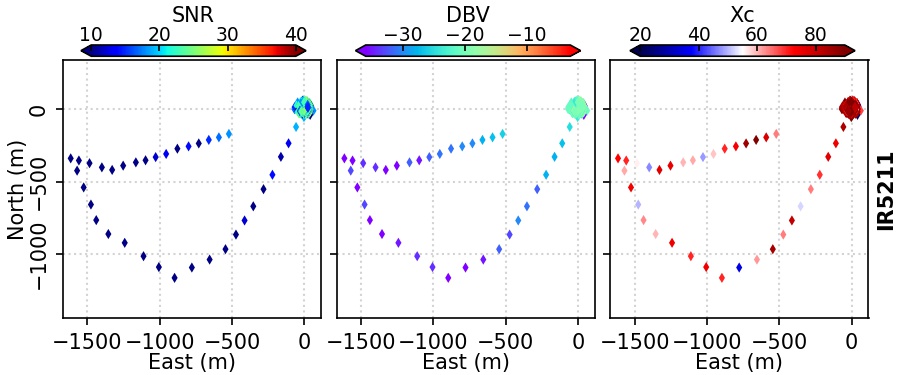 SNR DBV Xc
10 20 30 40 −30 −20 −10 20 40 60 80
0
−500
−1000
North (m)
IR5211
−1500 −1000 −500 0 −1500 −1000 −500 0 −1500 −1000 −500 0
East (m) East (m) East (m)